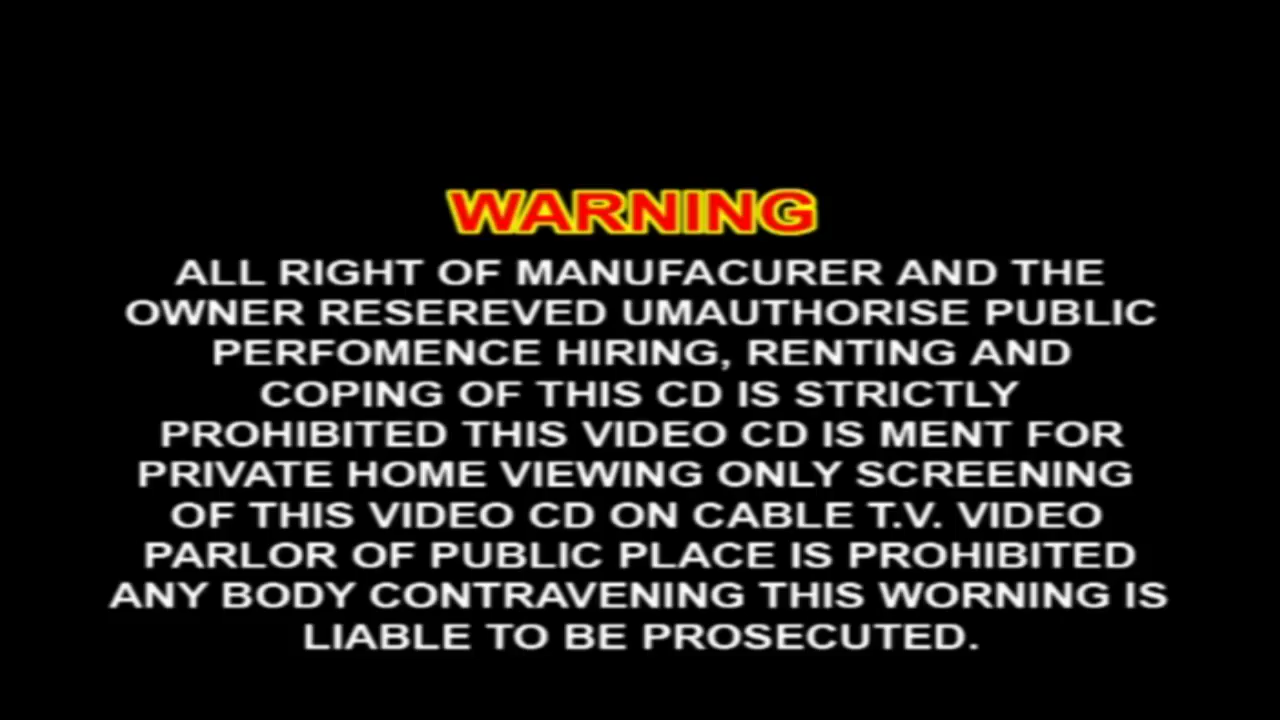 WARNING
ALL RIGHT OF MANUFACURER AND THE
OWNER RESEREVED UMAUTHORISE PUBLIC
PERFOMENCE HIRING, RENTING AND
COPING OF THIS CD IS STRICTLY
PROHIBITED THIS VIDEO CD IS MENT FOR
PRIVATE HOME VIEWING ONLY SCREENING
OF THIS VIDEO CD ON CABLE T.V. VIDEO
PARLOR OF PUBLIC PLACE IS PROHIBITED
ANY BODY CONTRAVENING THIS WORNING IS
LIABLE TO BE PROSECUTED.